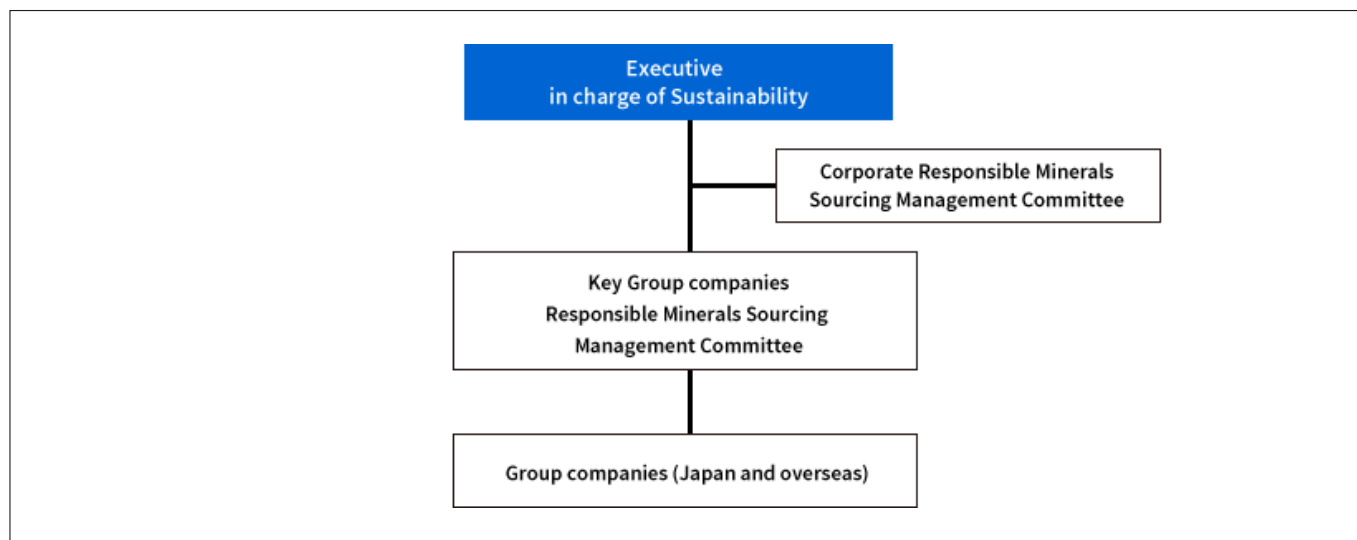 Executive
in charge of Sustainability
Corporate Responsible Minerals
Sourcing Management Committee
Key Group companies
Responsible Minerals Sourcing
Management Committee
Group companies (Japan and overseas)